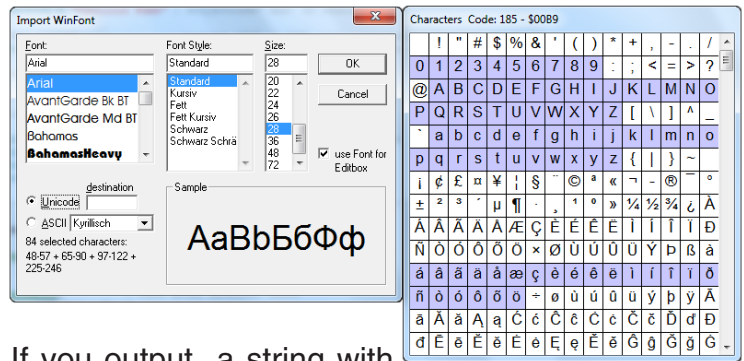 Import WinFont
Font:
Arial
Arial
AvantGarde Bk BT
AvantGarde Md BT
Bahamas
BahamasHeavy
Font Style:
Standard
Standard
Kursiv
Fett
Fett Kursiv
Schwarz
Schwarz Schrä
Size:
28
20
22
24
26
28
36
48
72
OK
Cancel
use Font for
Editbox
destination
Unicode
ASCII Kyrillisch
84 selected characters:
48-57 + 65-90 + 97-122 +
225-246
Sample
АаВbБбФф
Characters Code: 185 - $00B9
! " # $ % & ' ( ) * + , - . /
0 1 2 3 4 5 6 7 8 9 : ; < = > ?
@ A B C D E F G H I J K L M N O
P Q R S T U V W X Y Z [ \ ] ^ _
` a b c d e f g h i j k l m n o
p q r s t u v w x y z { | } ~
¡ ¢ £ ¤ ¥ ¦ § ¨ © ª « ¬ - ® ¯ °
± ² ³ ´ µ ¶ · ¸ ¹ º » ¼ ½ ¾ ¿ À
Á Â Ã Ä Å Æ Ç È É Ê Ë Ì Í Î Ï Ð
Ñ Ò Ó Ô Õ Ö × Ø Ù Ú Û Ü Ý Þ ß à
á â ã ä å æ ç è é ê ë ì í î ï ð
ñ ò ó ô õ ö ÷ ø ù ú û ü ý þ ÿ Ā
ā Ă ă Ą ą Ć ć Ĉ ĉ Ċ ċ Č č Ď ď Đ
đ Ē ē Ĕ ĕ Ė ė Ę ę Ě ě Ĝ ĝ Ğ ğ Ġ
If you output a string with